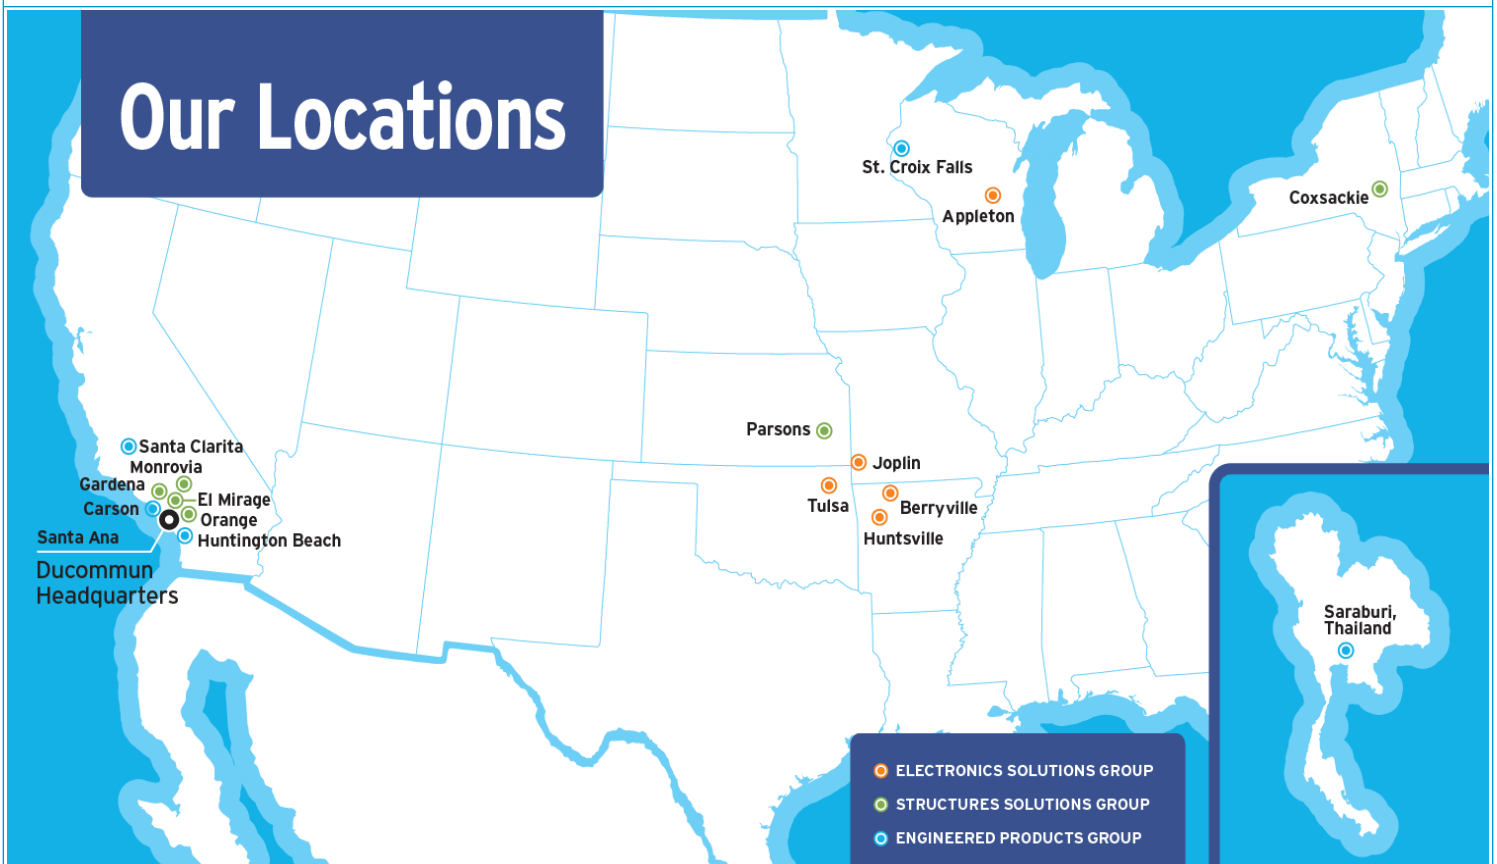 Our Locations
St. Croix Falls
Appleton
Coxsackie
Parsons
Joplin
Tulsa
Berryville
Huntsville
Santa Clarita
Monrovia
Gardena
El Mirage
Carson
Orange
Santa Ana
Huntington Beach
Ducommun
Headquarters
Saraburi,
Thailand
ELECTRONICS SOLUTIONS GROUP
STRUCTURES SOLUTIONS GROUP
ENGINEERED PRODUCTS GROUP